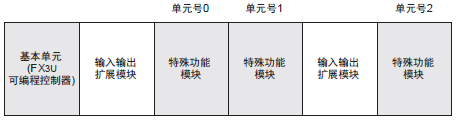 单元号0
单元号1
单元号2
基本单元
(FX3U
可编程控制器)
输入输出
扩展模块
特殊功能
模块
特殊功能
模块
输入输出
扩展模块
特殊功能
模块